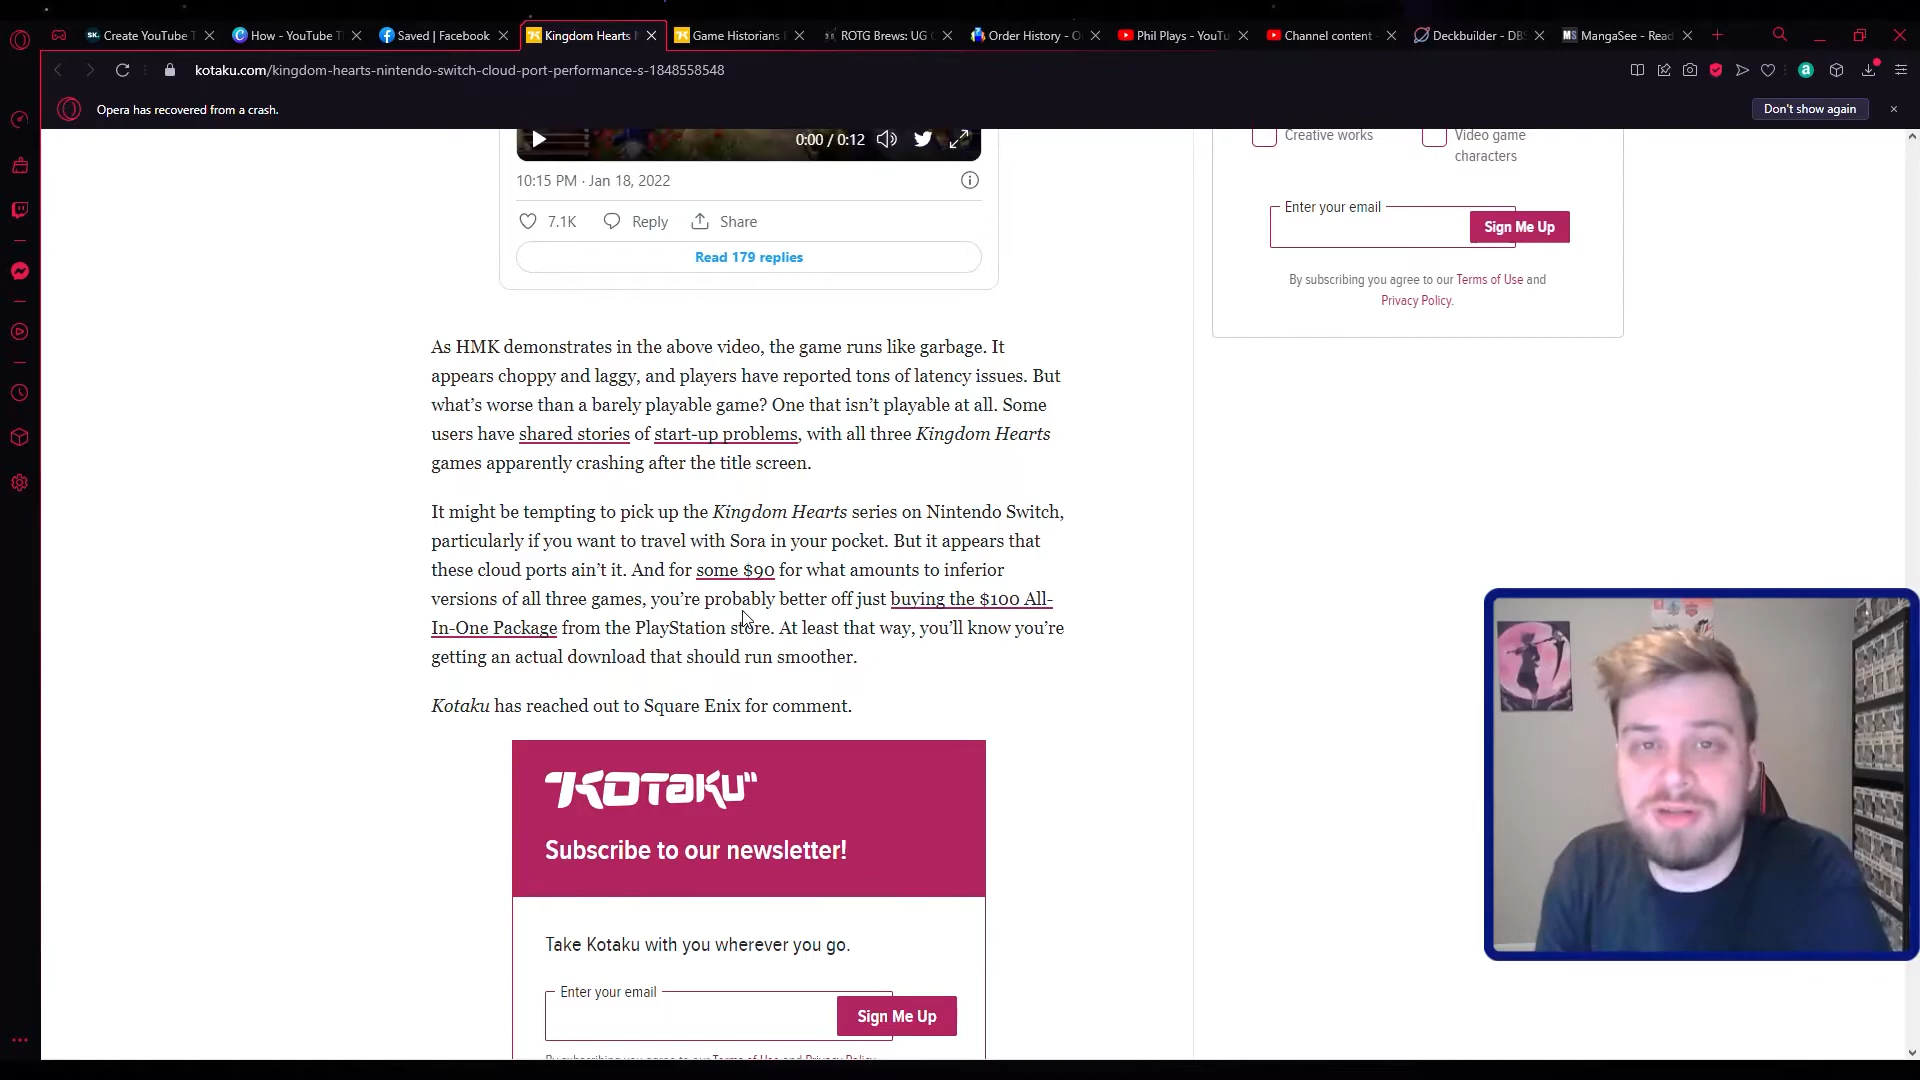 Create YouTube T
How - YouTube T
Saved | Facebook
Kingdom Hearts N
Game Historians
ROTG Brews: UG
Order History - O
Phil Plays - YouTu
Channel content
Deckbuilder - DBS
MangaSee - Read
kotaku.com/kingdom-hearts-nintendo-switch-cloud-port-performance-s-1848558548
Opera has recovered from a crash.
Don't show again
0:00 / 0:12
10:15 PM · Jan 18, 2022
7.1K
Reply
Share
Read 179 replies
As HMK demonstrates in the above video, the game runs like garbage. It
appears choppy and laggy, and players have reported tons of latency issues. But
what's worse than a barely playable game? One that isn't playable at all. Some
users have shared stories of start-up problems, with all three Kingdom Hearts
games apparently crashing after the title screen.
It might be tempting to pick up the Kingdom Hearts series on Nintendo Switch,
particularly if you want to travel with Sora in your pocket. But it appears that
these cloud ports ain't it. And for some $90 for what amounts to inferior
versions of all three games, you're probably better off just buying the $100 All-
In-One Package from the PlayStation store. At least that way, you'll know you're
getting an actual download that should run smoother.
Kotaku has reached out to Square Enix for comment.
KOTAKU
Subscribe to our newsletter!
Take Kotaku with you wherever you go.
Enter your email
Sign Me Up
By subscribing you agree to our Terms of Use and Privacy Policy.
Creative works
Video game
characters
Enter your email
Sign Me Up
By subscribing you agree to our Terms of Use and
Privacy Policy.